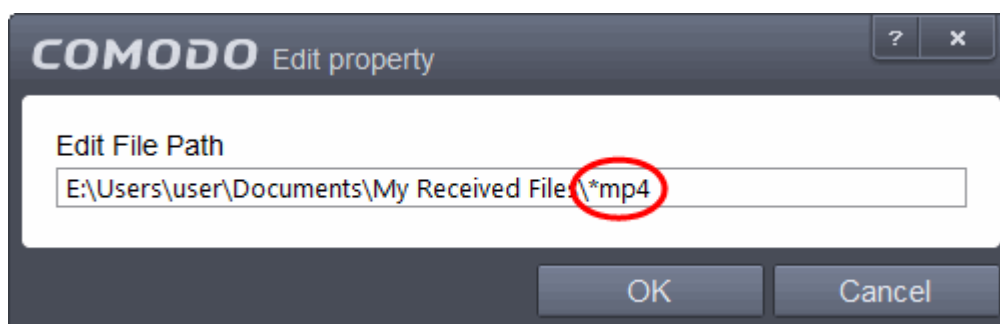 COMODO Edit property ? x
Edit File Path
E:\Users\user\Documents\My Received Files\*mp4
OK Cancel